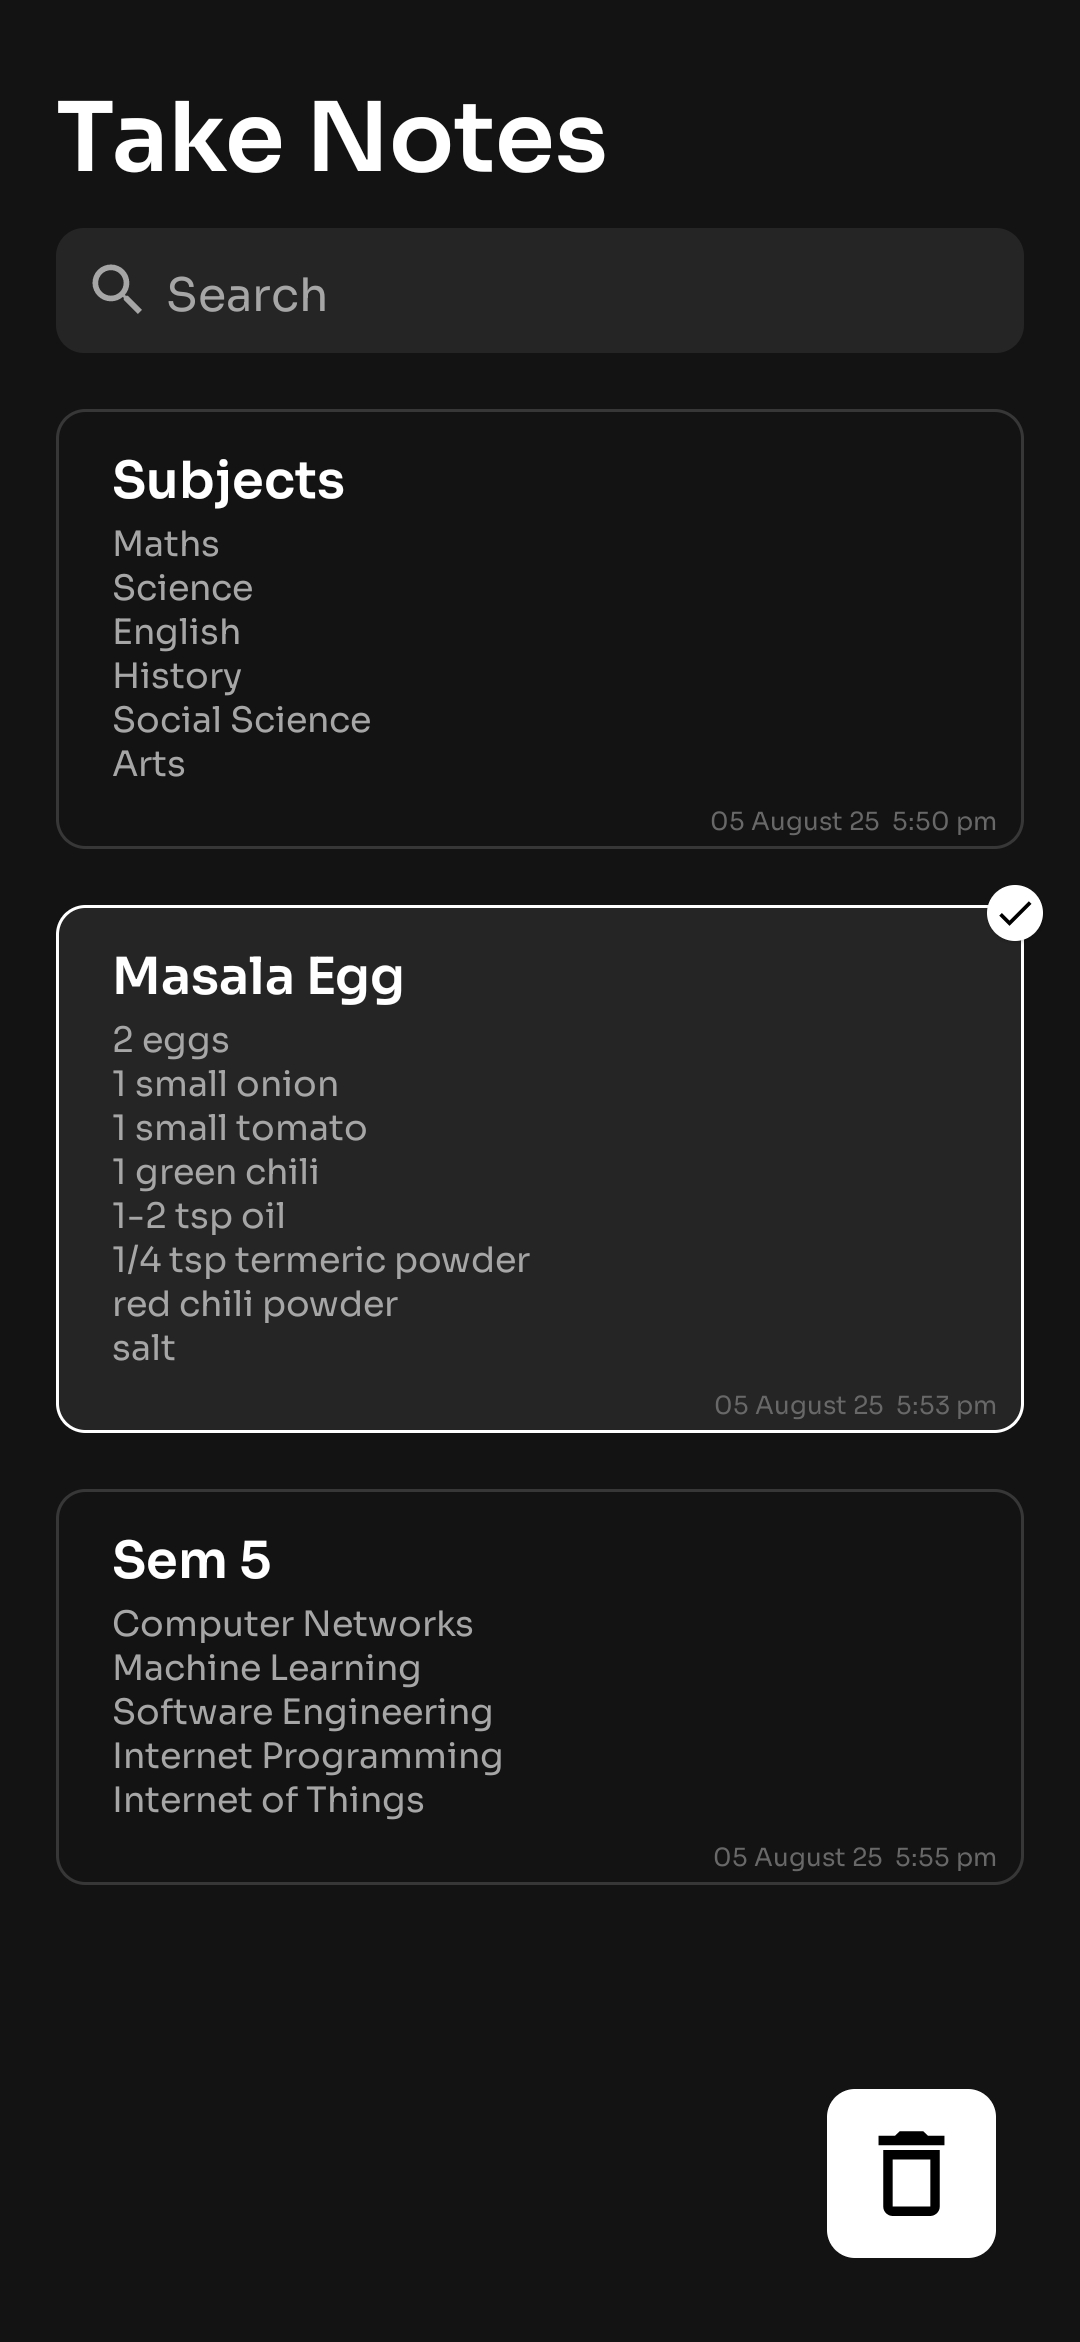 Take Notes
Search
Subjects
Maths
Science
English
History
Social Science
Arts
05 August 25  5:50 pm
Masala Egg
2 eggs
1 small onion
1 small tomato
1 green chili
1-2 tsp oil
1/4 tsp termeric powder
red chili powder
salt
05 August 25  5:53 pm
Sem 5
Computer Networks
Machine Learning
Software Engineering
Internet Programming
Internet of Things
05 August 25  5:55 pm